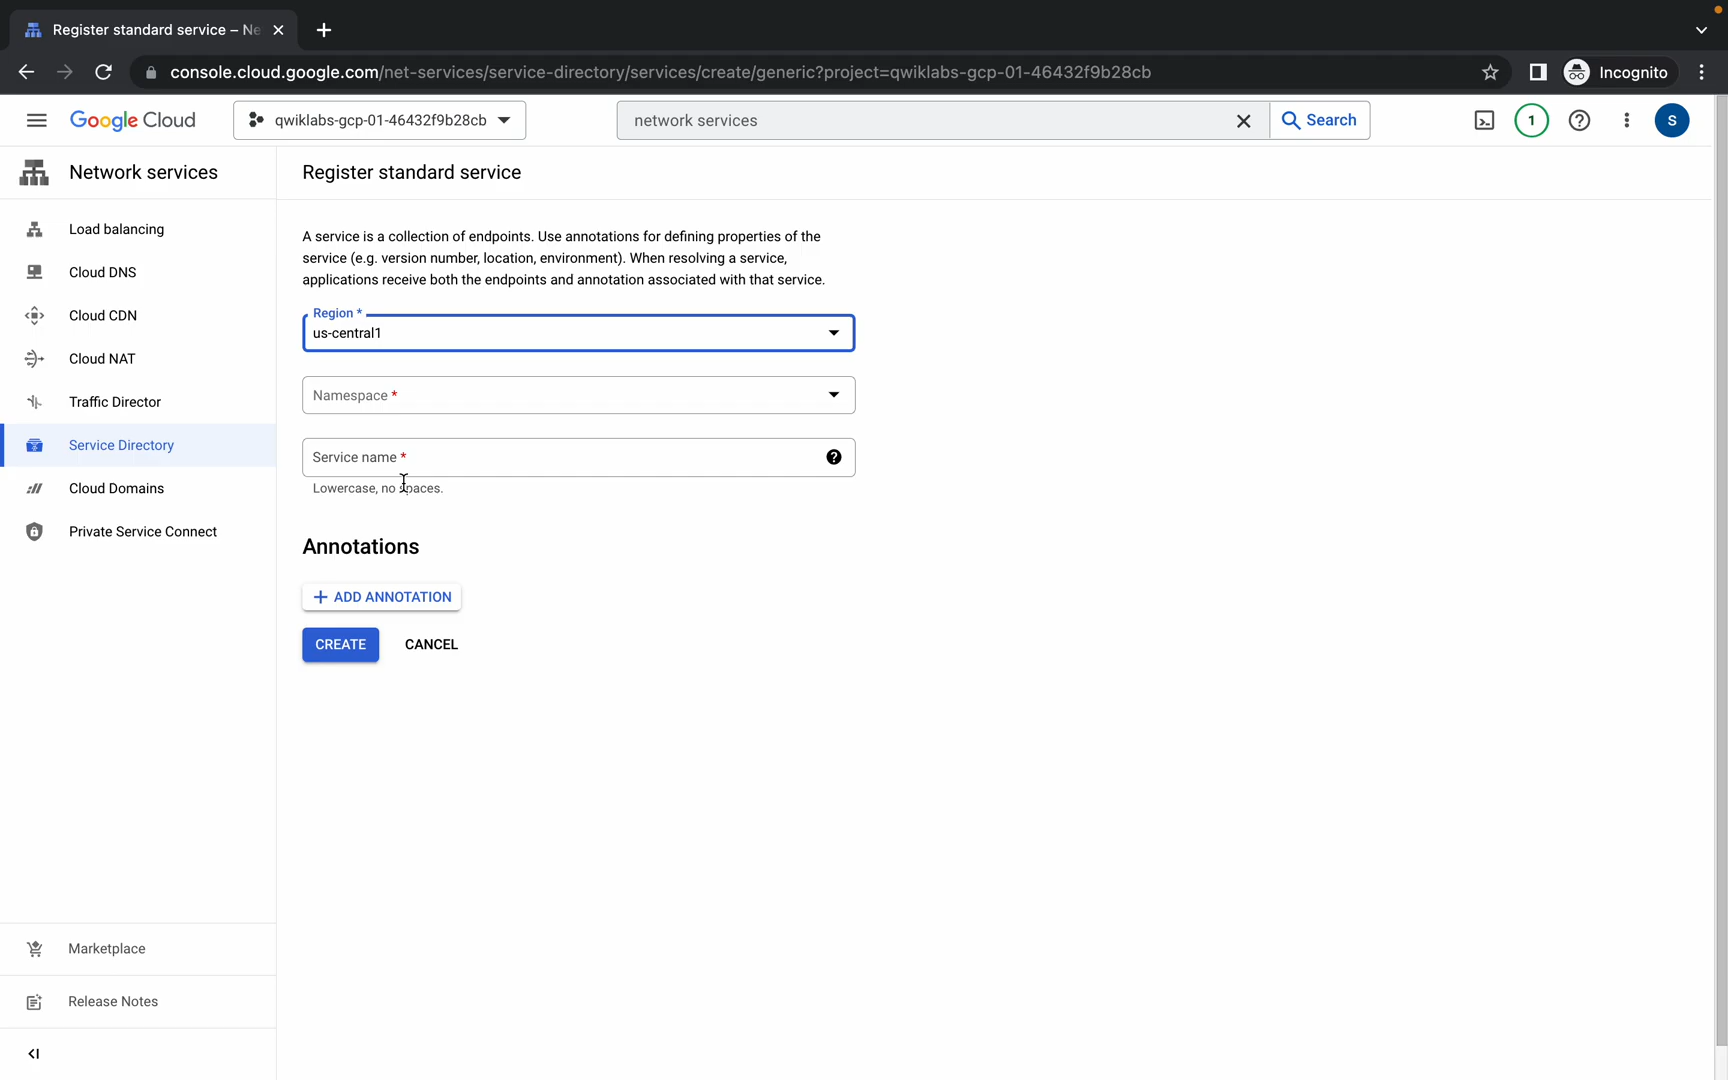 Register standard service – Ne
console.cloud.google.com/net-services/service-directory/services/create/generic?project=qwiklabs-gcp-01-46432f9b28cb
Incognito
Google Cloud
qwiklabs-gcp-01-46432f9b28cb
network services
Search
1
S
Network services
Register standard service
Load balancing
Cloud DNS
Cloud CDN
Cloud NAT
Traffic Director
Service Directory
Cloud Domains
Private Service Connect
Marketplace
Release Notes
A service is a collection of endpoints. Use annotations for defining properties of the
service (e.g. version number, location, environment). When resolving a service,
applications receive both the endpoints and annotation associated with that service.
Region *
us-central1
Namespace *
Service name *
Lowercase, no spaces.
Annotations
+ ADD ANNOTATION
CREATE
CANCEL